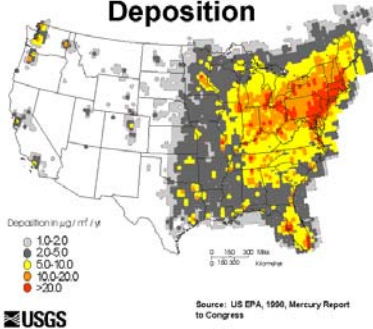 Deposition
Deposition in µg / m² / yr
1.0-2.0
2.0-5.0
5.0-10.0
10.0-20.0
>20.0
0 150 300 Miles
0 150 300 Kilometers
Source: US EPA, 1996, Mercury Report
to Congress
USGS